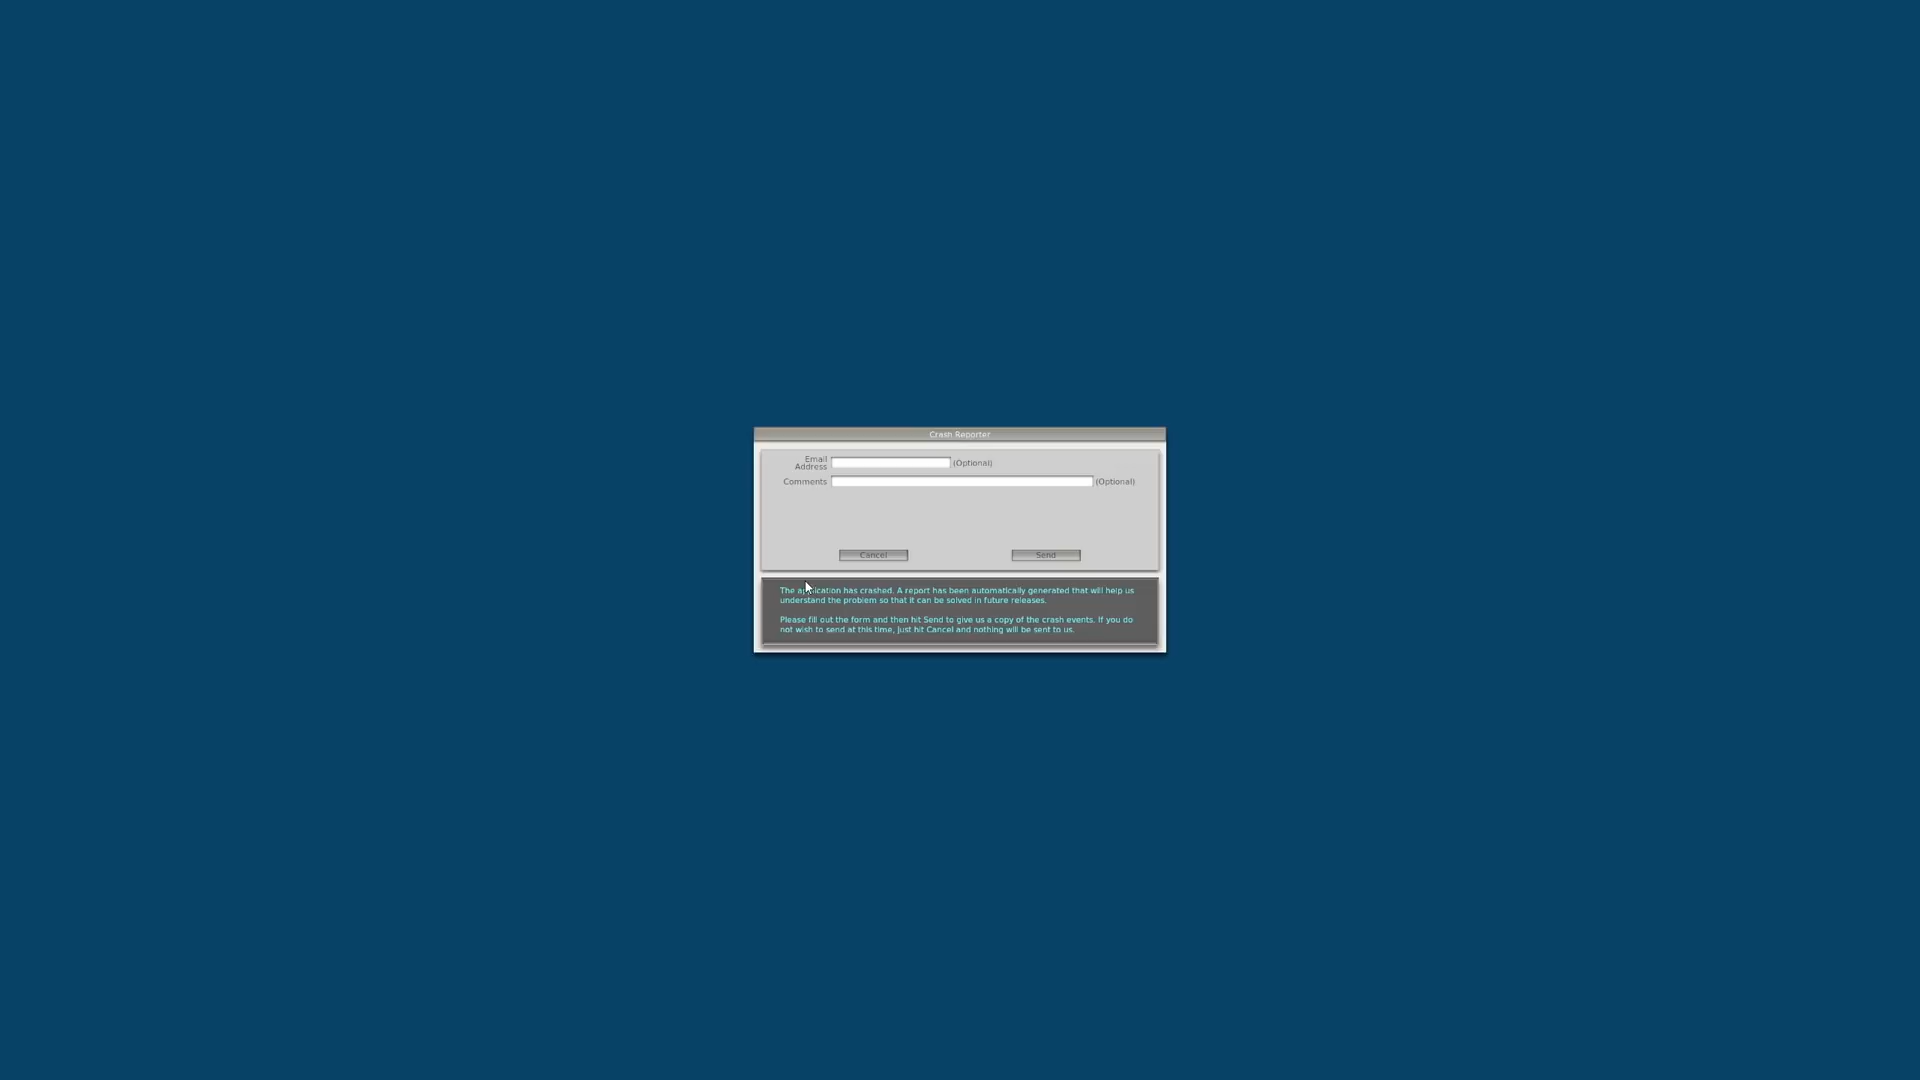 Crash Reporter
Email
Address
(Optional)
Comments
(Optional)
Cancel
Send
The application has crashed. A report has been automatically generated that will help us
understand the problem so that it can be solved in future releases.
Please fill out the form and then hit Send to give us a copy of the crash events. If you do
not wish to send at this time, just hit Cancel and nothing will be sent to us.